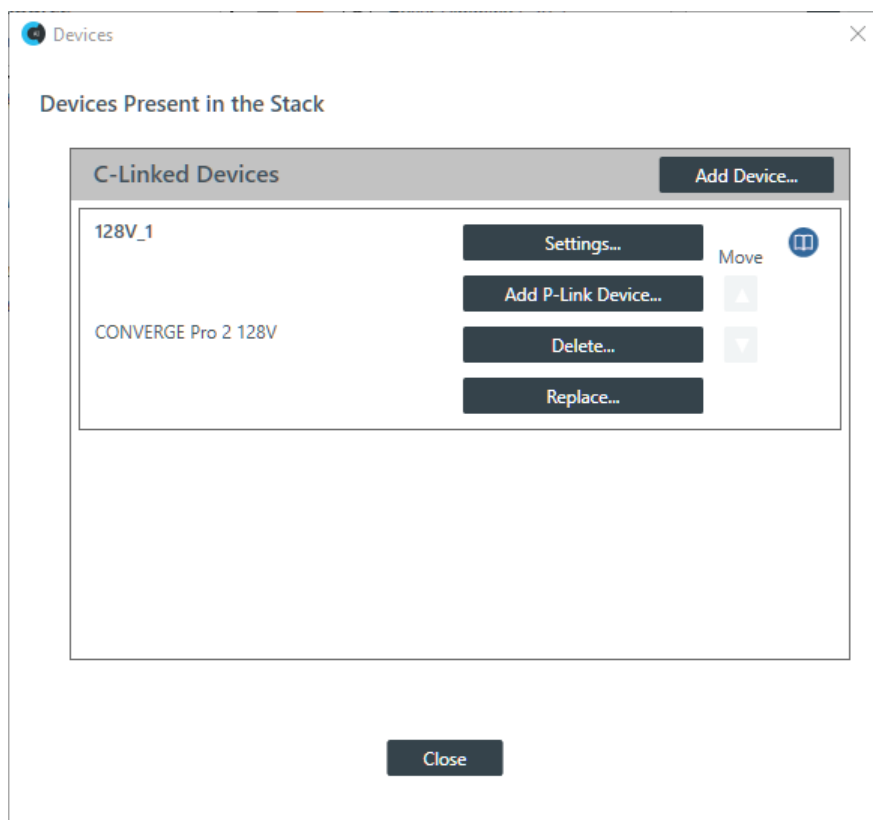 Devices
Devices Present in the Stack
C-Linked Devices
Add Device...
128V_1
Settings...
Move
Add P-Link Device...
CONVERGE Pro 2 128V
Delete...
Replace...
Close